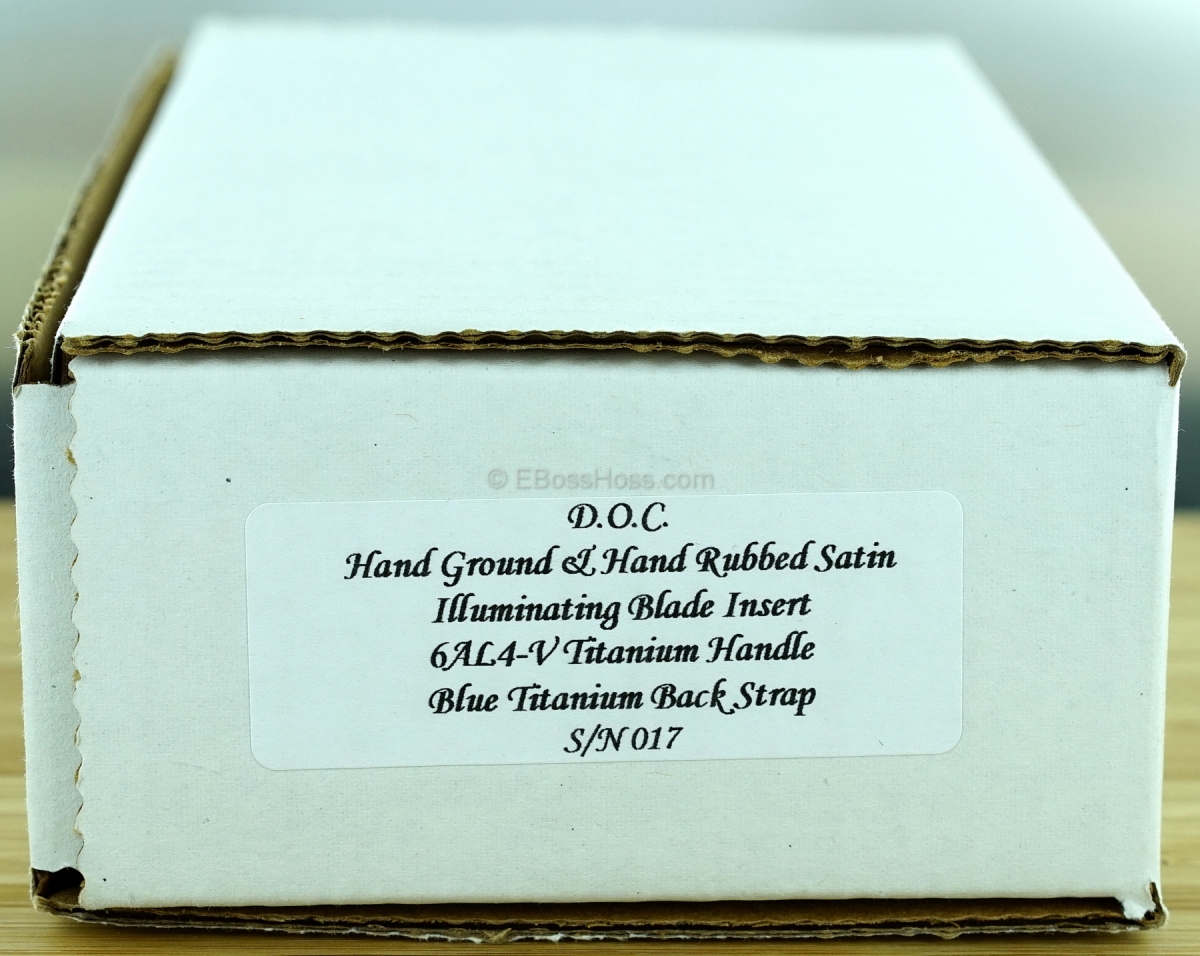 © EBossHoss.com
D.O.C.
Hand Ground & Hand Rubbed Satin
Illuminating Blade Insert
6AL4-V Titanium Handle
Blue Titanium Back Strap
S/N 017